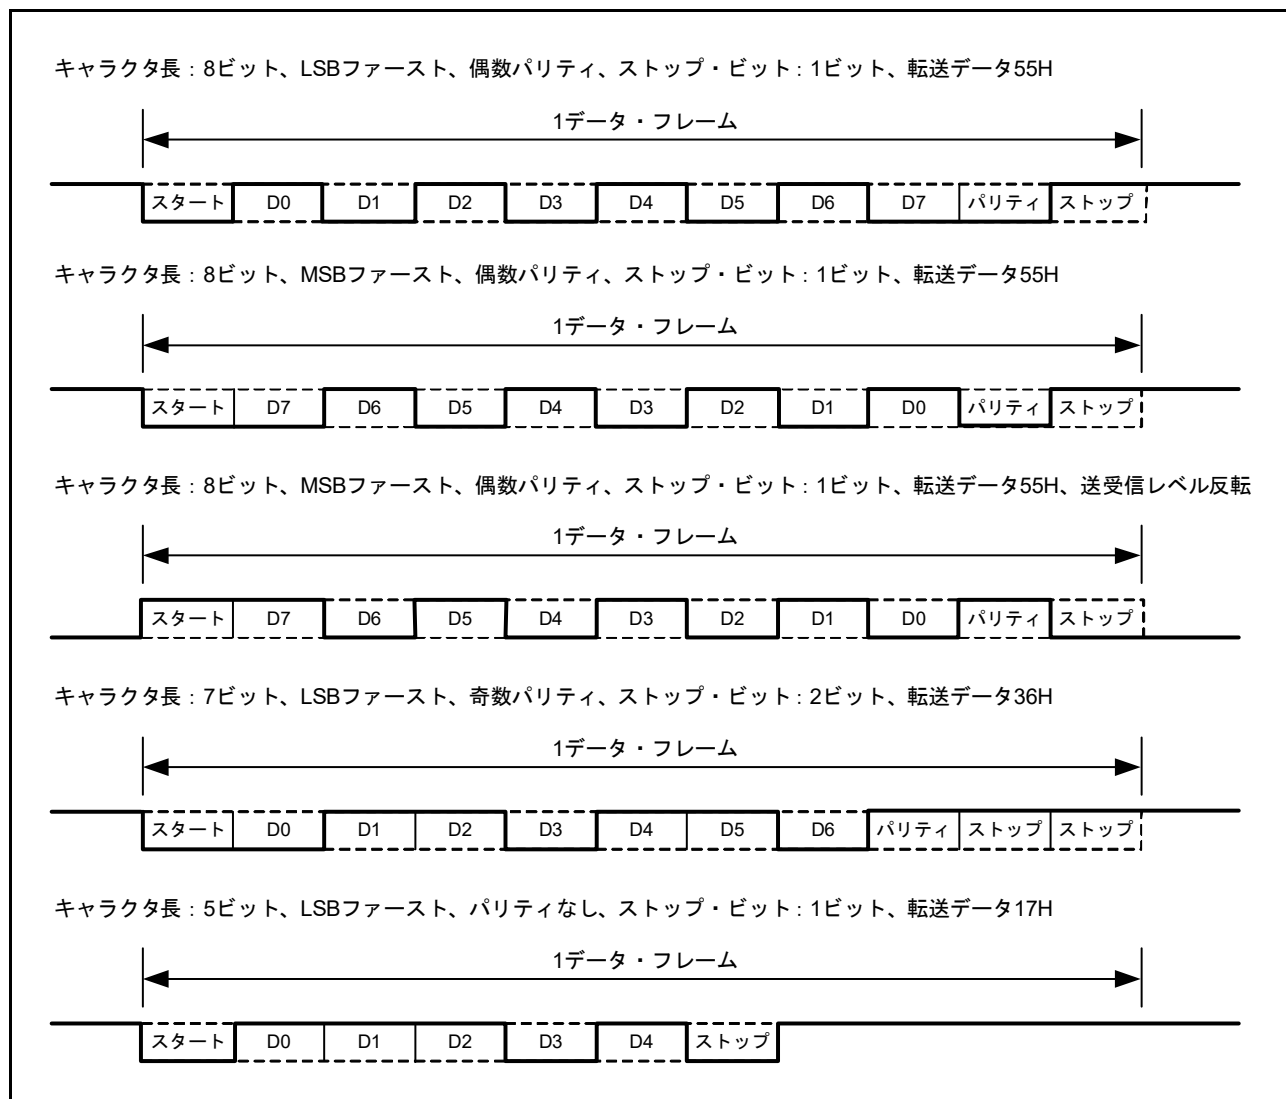 キャラクタ長：8ビット、LSBファースト、偶数パリティ、ストップ・ビット：1ビット、転送データ55H
1データ・フレーム
スタート D0 D1 D2 D3 D4 D5 D6 D7 パリティ ストップ
キャラクタ長：8ビット、MSBファースト、偶数パリティ、ストップ・ビット：1ビット、転送データ55H
1データ・フレーム
スタート D7 D6 D5 D4 D3 D2 D1 D0 パリティ ストップ
キャラクタ長：8ビット、MSBファースト、偶数パリティ、ストップ・ビット：1ビット、転送データ55H、送受信レベル反転
1データ・フレーム
スタート D7 D6 D5 D4 D3 D2 D1 D0 パリティ ストップ
キャラクタ長：7ビット、LSBファースト、奇数パリティ、ストップ・ビット：2ビット、転送データ36H
1データ・フレーム
スタート D0 D1 D2 D3 D4 D5 D6 パリティ ストップ ストップ
キャラクタ長：5ビット、LSBファースト、パリティなし、ストップ・ビット：1ビット、転送データ17H
1データ・フレーム
スタート D0 D1 D2 D3 D4 ストップ